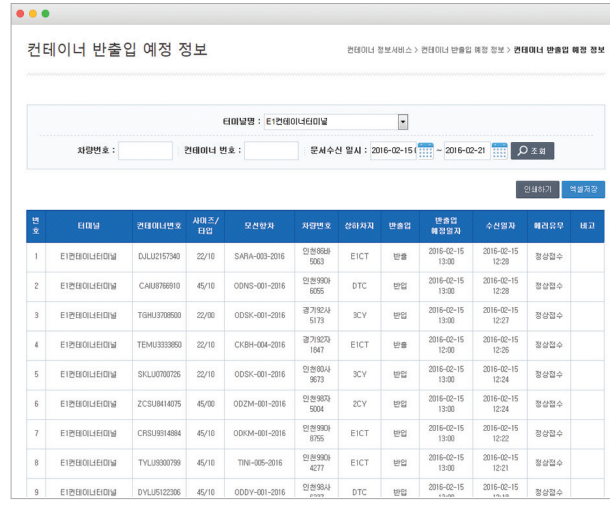 컨테이너 반출입 예정 정보
컨테이너 정보서비스 > 컨테이너 반출입 예정 정보 > 컨테이너 반출입 예정 정보
터미널명 : E1컨테이너터미널
차량번호 : 컨테이너 번호 : 문서수신 일시 : 2016-02-15 ~ 2016-02-21 조회
인쇄하기 엑셀저장
번호 터미널 컨테이너번호 사이즈/타입 모선항차 차량번호 상하차지 반출입 반출입 예정일자 수신일자 에러유무 비고
1 E1컨테이너터미널 DJLU2157340 22/10 SARA-003-2016 인천86바 5063 E1CT 반출 2016-02-15 13:00 2016-02-15 12:28 정상접수
2 E1컨테이너터미널 CAIU8766910 45/10 ODNS-001-2016 인천99아 6055 DTC 반입 2016-02-15 13:00 2016-02-15 12:28 정상접수
3 E1컨테이너터미널 TGHU3708500 22/00 ODSK-001-2016 경기92사 5173 3CY 반입 2016-02-15 13:00 2016-02-15 12:27 정상접수
4 E1컨테이너터미널 TEMU3333850 22/10 CKBH-004-2016 경기92자 1847 E1CT 반출 2016-02-15 12:00 2016-02-15 12:26 정상접수
5 E1컨테이너터미널 SKLU0700726 22/10 ODSK-001-2016 인천80사 9673 3CY 반입 2016-02-15 13:00 2016-02-15 12:24 정상접수
6 E1컨테이너터미널 ZCSU8414075 45/00 ODZM-001-2016 인천98자 5004 2CY 반입 2016-02-15 13:00 2016-02-15 12:24 정상접수
7 E1컨테이너터미널 CRSU9314884 45/10 ODKM-001-2016 인천99아 8755 E1CT 반입 2016-02-15 13:00 2016-02-15 12:22 정상접수
8 E1컨테이너터미널 TYLU9300799 45/10 TINI-005-2016 인천99아 4277 E1CT 반입 2016-02-15 13:00 2016-02-15 12:21 정상접수
9 E1컨테이너터미널 DYLU5122306 45/10 ODDY-001-2016 인천98사 DTC 반입 2016-02-15 2016-02-15 정상접수